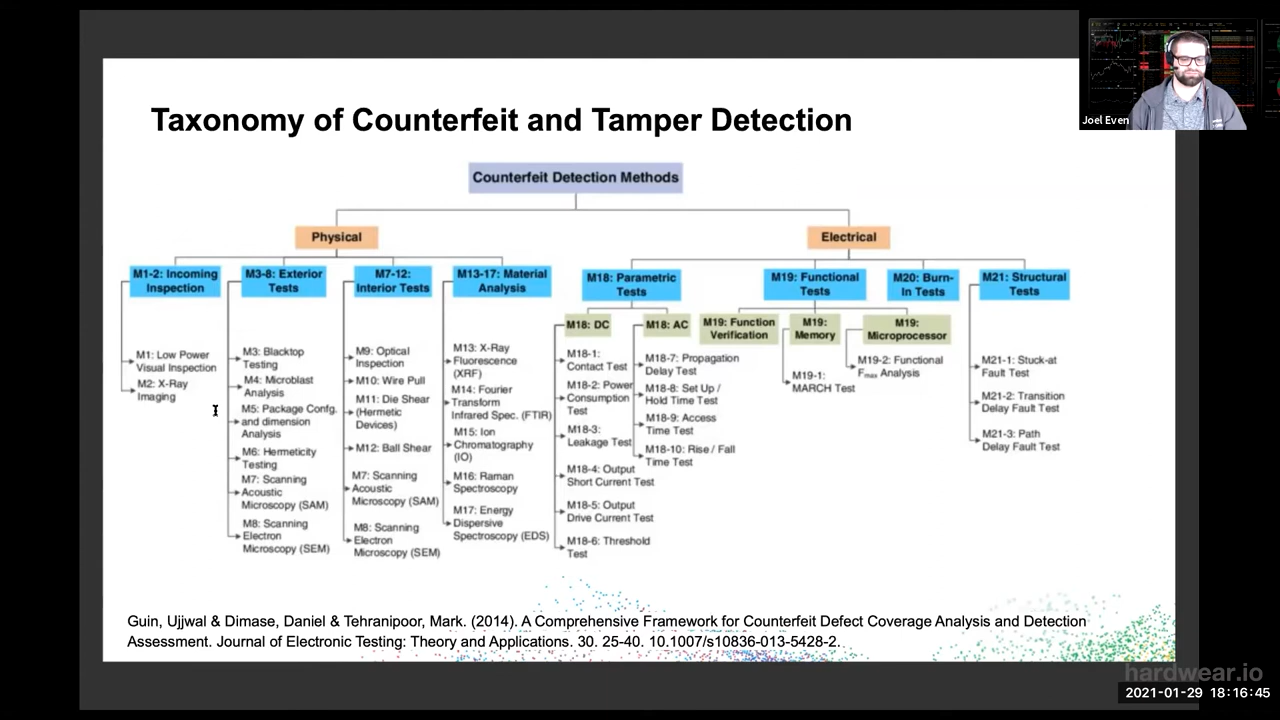 Taxonomy of Counterfeit and Tamper Detection
Joel Even
Counterfeit Detection Methods
Physical
Electrical
M1-2: Incoming
Inspection
M3-8: Exterior
Tests
M7-12:
Interior Tests
M13-17: Material
Analysis
M18: Parametric
Tests
M19: Functional
Tests
M20: Burn-
In Tests
M21: Structural
Tests
M1: Low Power
Visual Inspection
M2: X-Ray
Imaging
M3: Blacktop
Testing
M4: Microblast
Analysis
M5: Package Confg.
and dimension
Analysis
M6: Hermeticity
Testing
M7: Scanning
Acoustic
Microscopy (SAM)
M8: Scanning
Electron
Microscopy (SEM)
M9: Optical
Inspection
M10: Wire Pull
M11: Die Shear
(Hermetic
Devices)
M12: Ball Shear
M7: Scanning
Acoustic
Microscopy (SAM)
M8: Scanning
Electron
Microscopy (SEM)
M13: X-Ray
Fluorescence
(XRF)
M14: Fourier
Transform
Infrared Spec. (FTIR)
M15: Ion
Chromatography
(IO)
M16: Raman
Spectroscopy
M17: Energy
Dispersive
Spectroscopy (EDS)
M18: DC
M18-1:
Contact Test
M18-2: Power
Consumption
Test
M18-3:
Leakage Test
M18-4: Output
Short Current Test
M18-5: Output
Drive Current Test
M18-6: Threshold
Test
M18: AC
M18-7: Propagation
Delay Test
M18-8: Set Up /
Hold Time Test
M18-9: Access
Time Test
M18-10: Rise / Fall
Time Test
M19: Function
Verification
M19:
Memory
M19-1:
MARCH Test
M19:
Microprocessor
M19-2: Functional
Fmax Analysis
M21-1: Stuck-at
Fault Test
M21-2: Transition
Delay Fault Test
M21-3: Path
Delay Fault Test
Guin, Ujjwal & Dimase, Daniel & Tehranipoor, Mark. (2014). A Comprehensive Framework for Counterfeit Defect Coverage Analysis and Detection
Assessment. Journal of Electronic Testing: Theory and Applications. 30. 25-40. 10.1007/s10836-013-5428-2.
hardwear.io
2021-01-29 18:16:45